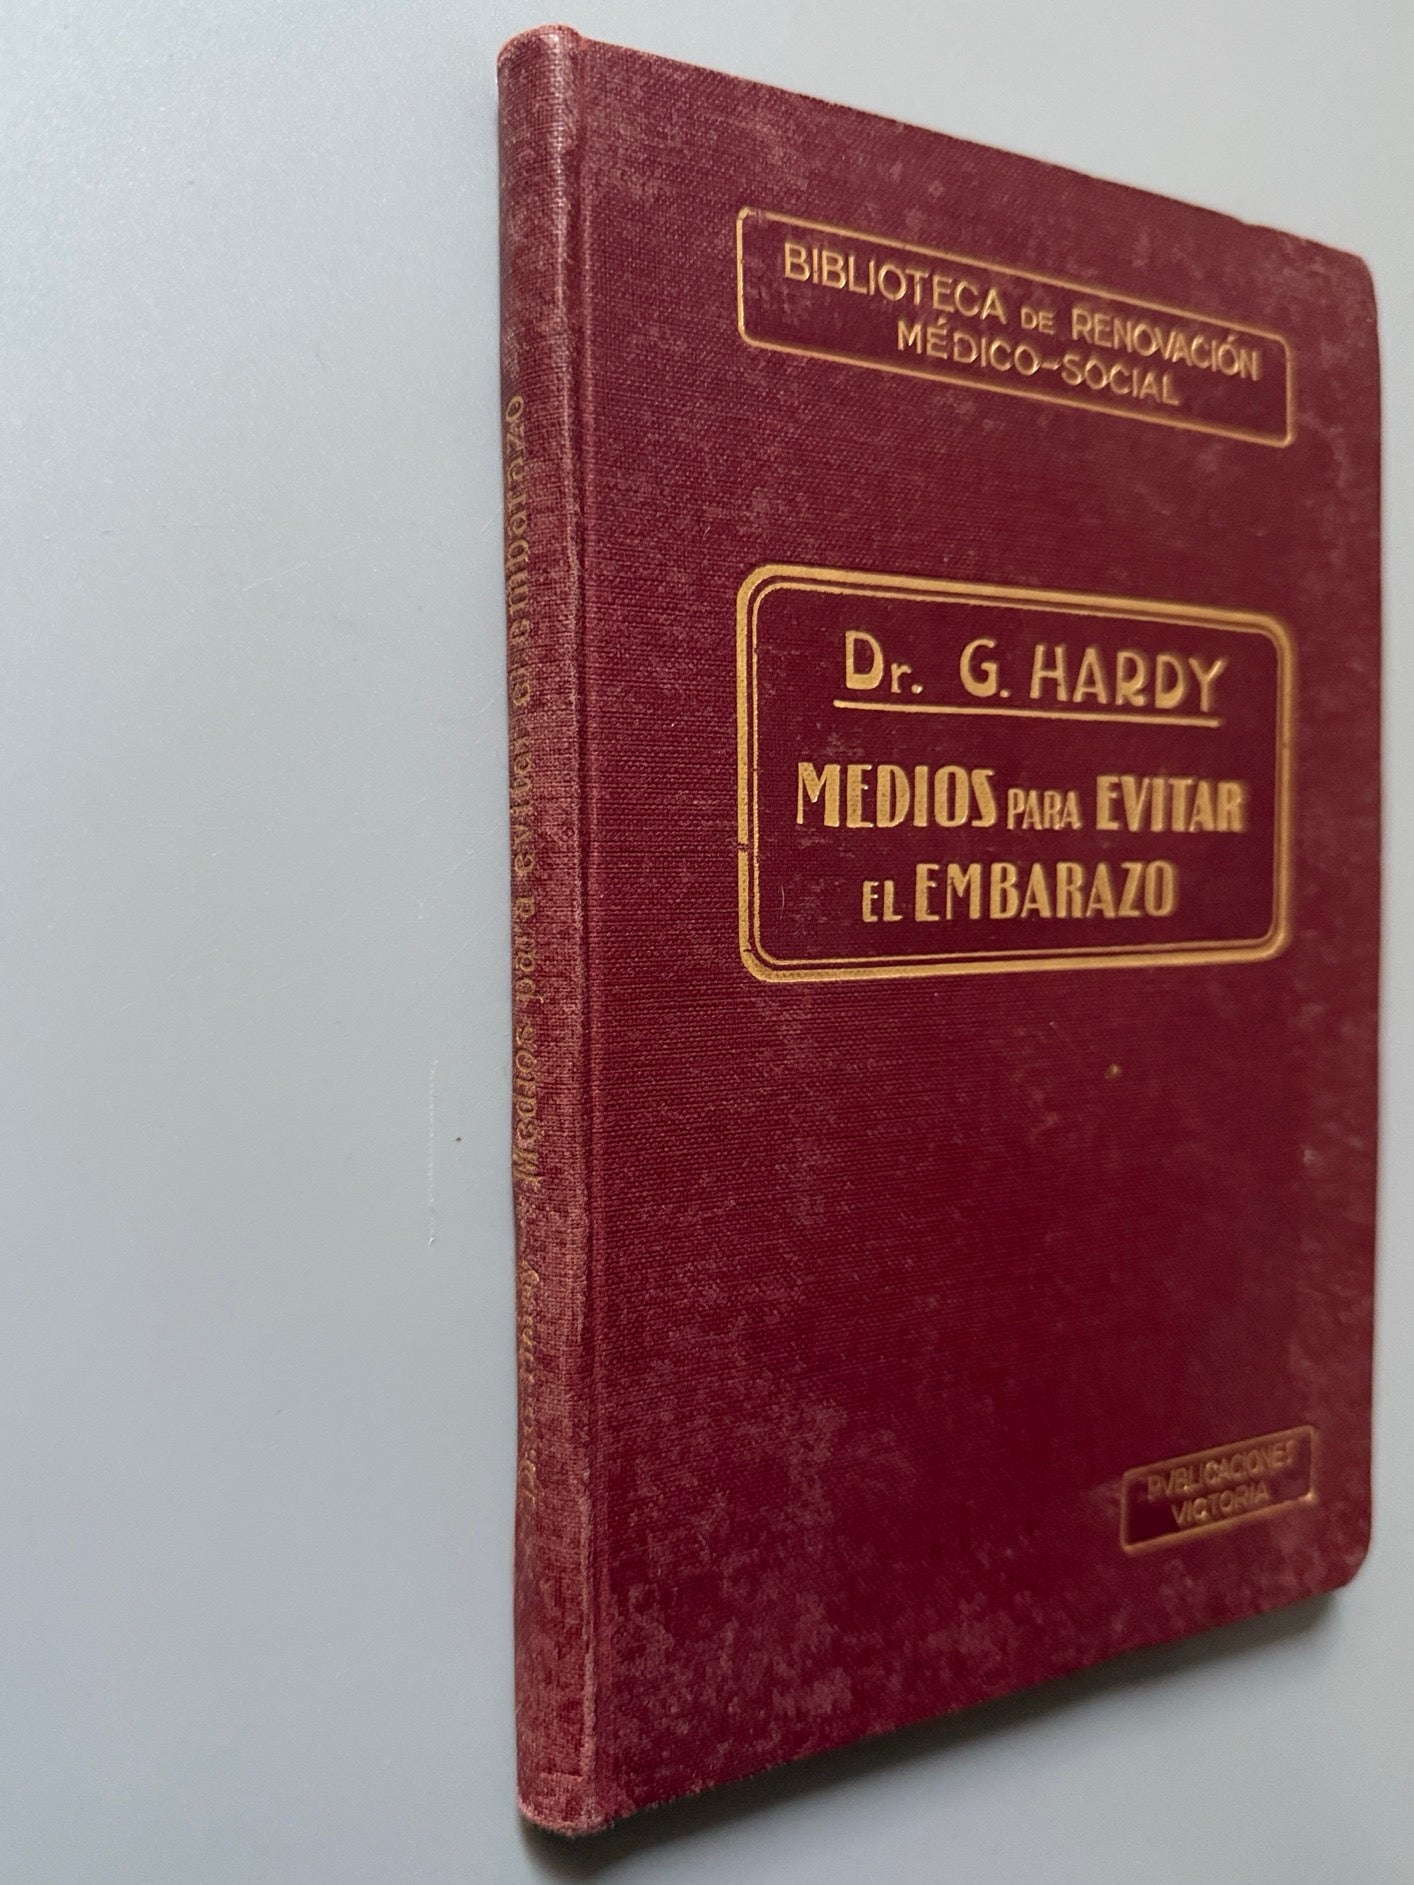 BIBLIOTECA DE RENOVACIÓN
MÉDICO-SOCIAL
Dr. G. HARDY
MEDIOS PARA EVITAR
EL EMBARAZO
PVBLICACIONES
VICTORIA
Medios para evitar el embarazo